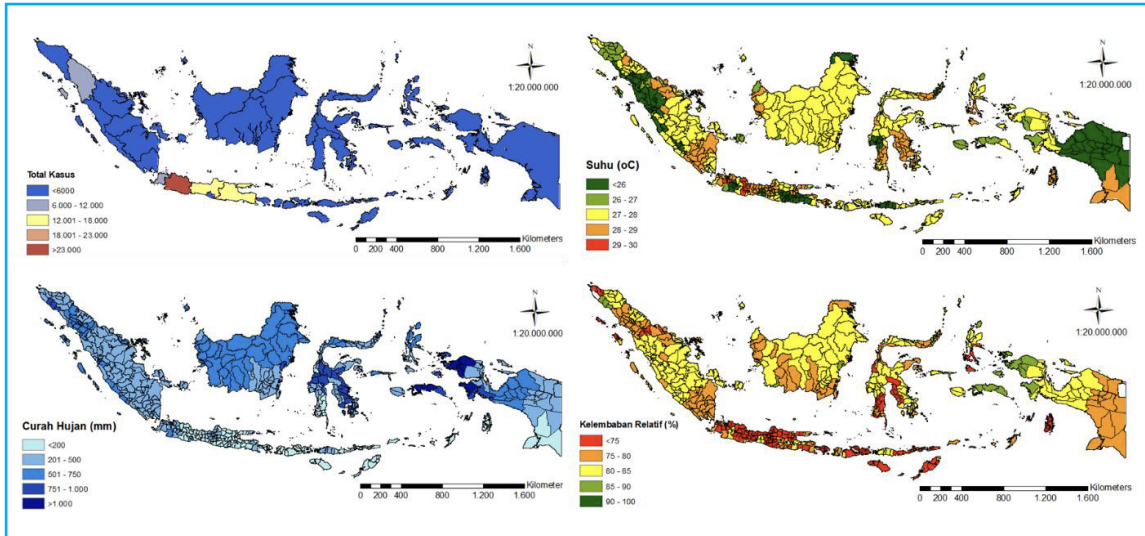 N
1:20.000.000
Total Kasus
<6000
6.000 - 12.000
12.001 - 18.000
18.001 - 23.000
>23.000
Kilometers
0 200 400 800 1.200 1.600
N
1:20.000.000
Suhu (oC)
<26
26 - 27
27 - 28
28 - 29
29 - 30
Kilometers
0 200 400 800 1.200 1.600
N
1:20.000.000
Curah Hujan (mm)
<200
201 - 500
501 - 750
751 - 1.000
>1.000
Kilometer
0 200 400 800 1.200 1.600
N
1:20.000.000
Kelembaban Relatif (%)
<75
75 - 80
80 - 85
85 - 90
90 - 100
Kilometers
0 200 400 800 1.200 1.600